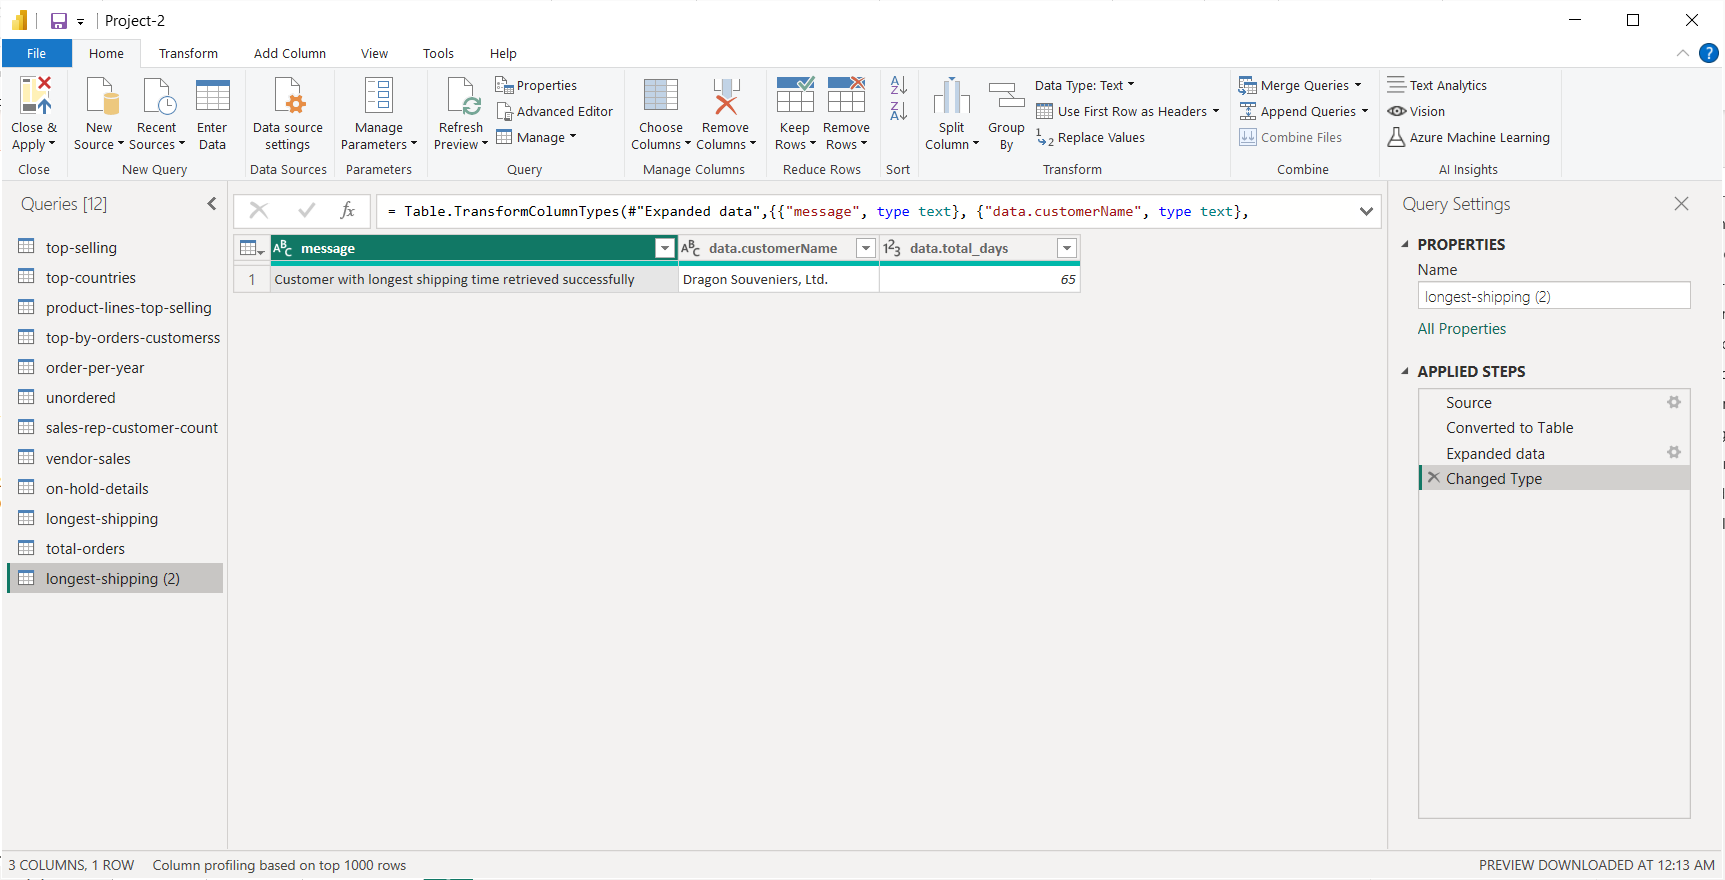 Project-2
File Home Transform Add Column View Tools Help
Close & Apply
New Source
Recent Sources
Enter Data
Data source settings
Manage Parameters
Refresh Preview
Properties
Advanced Editor
Manage
Choose Columns
Remove Columns
Keep Rows
Remove Rows
Split Column
Group By
Data Type: Text
Use First Row as Headers
Replace Values
Merge Queries
Append Queries
Combine Files
Text Analytics
Vision
Azure Machine Learning
Close New Query Data Sources Parameters Query Manage Columns Reduce Rows Sort Transform Combine AI Insights
Queries [12]
top-selling
top-countries
product-lines-top-selling
top-by-orders-customerss
order-per-year
unordered
sales-rep-customer-count
vendor-sales
on-hold-details
longest-shipping
total-orders
longest-shipping (2)
fx = Table.TransformColumnTypes(#"Expanded data",{{"message", type text}, {"data.customerName", type text},
ABC message ABC data.customerName 123 data.total_days
1 Customer with longest shipping time retrieved successfully Dragon Souveniers, Ltd. 65
Query Settings
PROPERTIES
Name
longest-shipping (2)
All Properties
APPLIED STEPS
Source
Converted to Table
Expanded data
Changed Type
3 COLUMNS, 1 ROW Column profiling based on top 1000 rows PREVIEW DOWNLOADED AT 12:13 AM